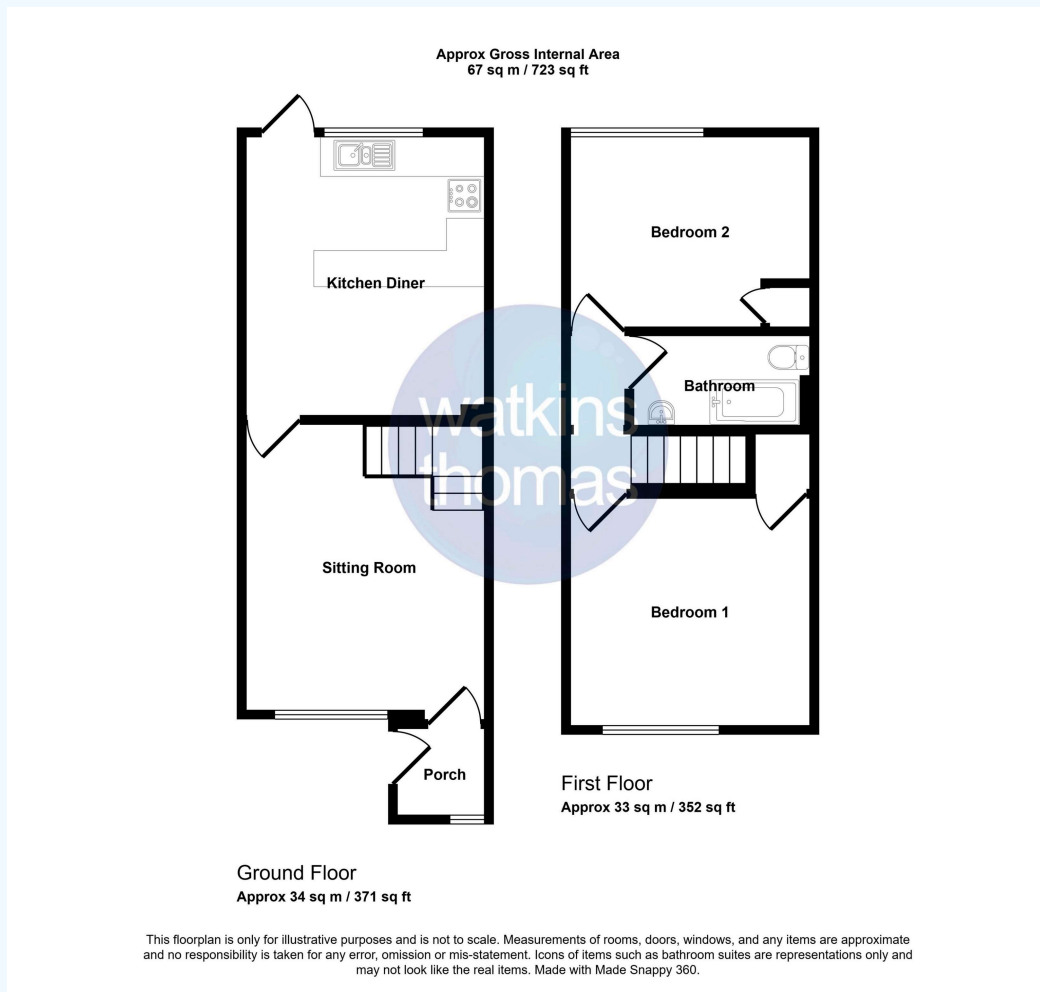 Approx Gross Internal Area
67 sq m / 723 sq ft
Kitchen Diner
Sitting Room
Porch
Bedroom 2
Bathroom
Bedroom 1
watkins
thomas
First Floor
Approx 33 sq m / 352 sq ft
Ground Floor
Approx 34 sq m / 371 sq ft
This floorplan is only for illustrative purposes and is not to scale. Measurements of rooms, doors, windows, and any items are approximate
and no responsibility is taken for any error, omission or mis-statement. Icons of items such as bathroom suites are representations only and
may not look like the real items. Made with Made Snappy 360.